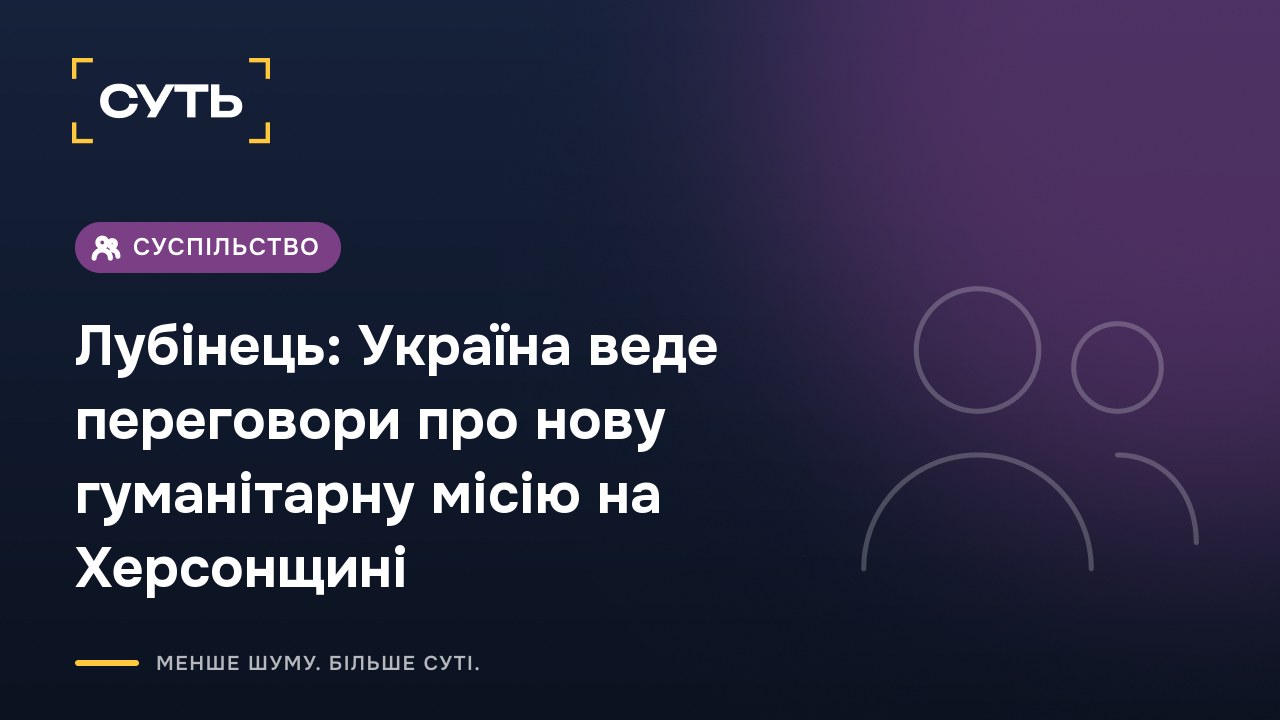 СУТЬ
СУСПІЛЬСТВО
Лубінець: Україна веде
переговори про нову
гуманітарну місію на
Херсонщині
МЕНШЕ ШУМУ. БІЛЬШЕ СУТІ.